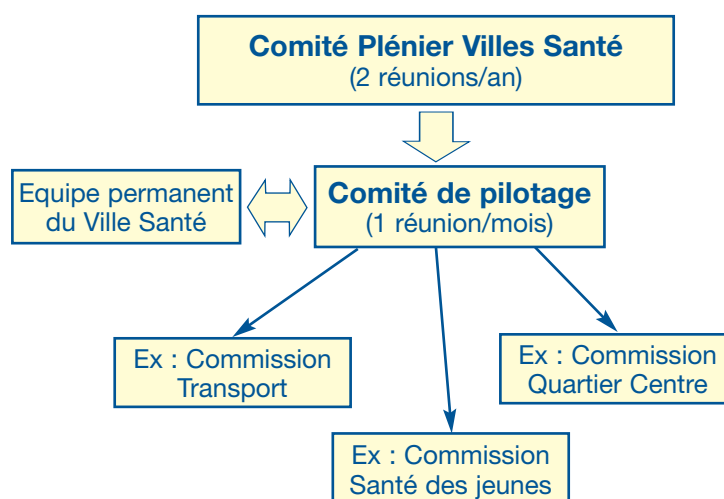 Comité Plénier Villes Santé
(2 réunions/an)
Equipe permanent
du Ville Santé
Comité de pilotage
(1 réunion/mois)
Ex : Commission
Transport
Ex : Commission
Quartier Centre
Ex : Commission
Santé des jeunes